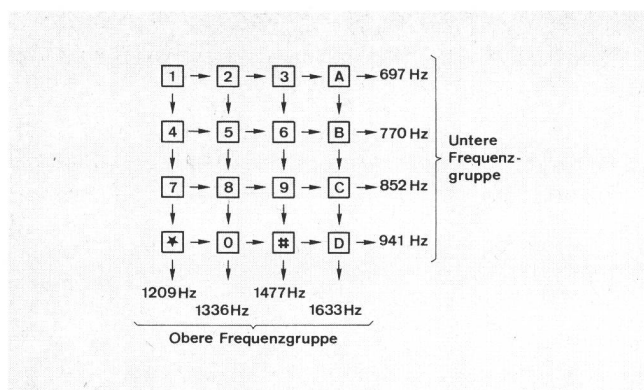 1 2 3 A 697 Hz
4 5 6 B 770 Hz
Untere
Frequenz-
gruppe
7 8 9 C 852 Hz
* 0 # D 941 Hz
1209Hz 1477Hz
1336Hz 1633Hz
Obere Frequenzgruppe